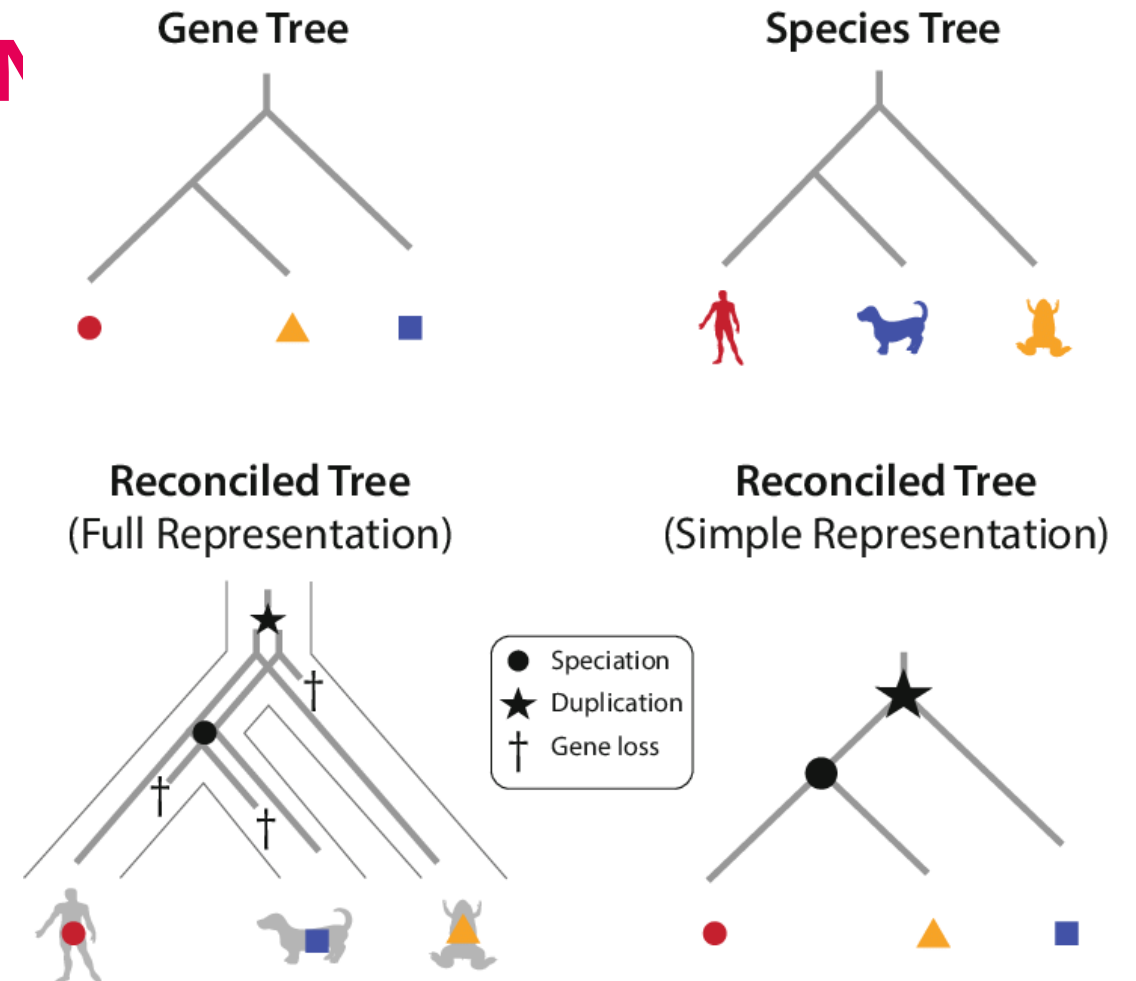 Gene Tree
Species Tree
Reconciled Tree
(Full Representation)
Reconciled Tree
(Simple Representation)
Speciation
Duplication
Gene loss